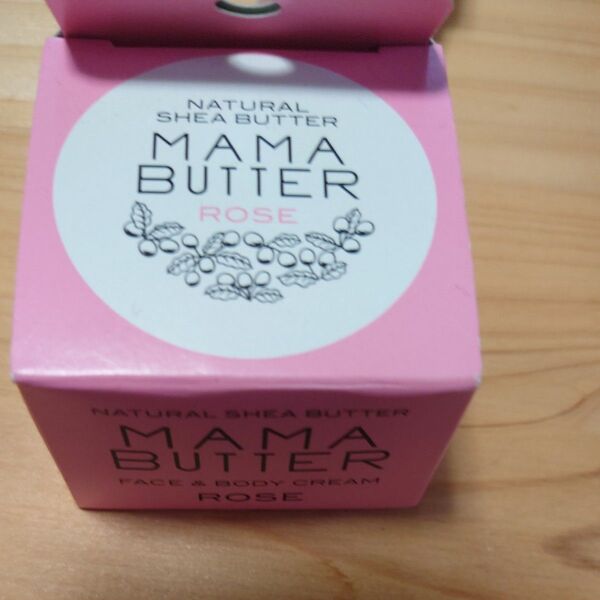 NATURAL
SHEA BUTTER
MAMA
BUTTER
ROSE
NATURAL SHEA BUTTER
MAMA
BUTTER
FACE & BODY CREAM
ROSE